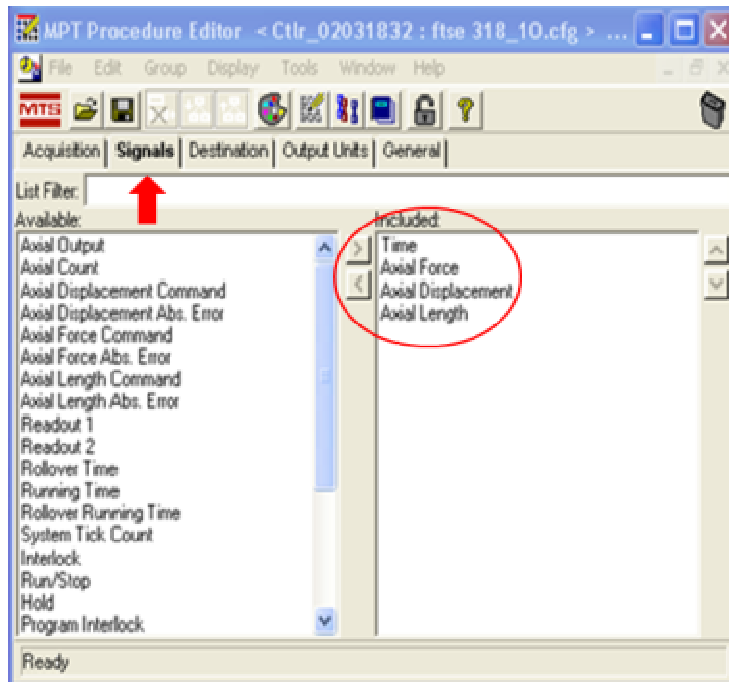 MPT Procedure Editor < Ctlr_02031832 : ftse 318_10.cfg > ...
File Edit Group Display Tools Window Help
MTS
Acquisition Signals Destination Output Units General
List Filter:
Available:
Axial Output
Axial Count
Axial Displacement Command
Axial Displacement Abs. Error
Axial Force Command
Axial Force Abs. Error
Axial Length Command
Axial Length Abs. Error
Readout 1
Readout 2
Rollover Time
Running Time
Rollover Running Time
System Tick Count
Interlock
Run/Stop
Hold
Program Interlock
Included:
Time
Axial Force
Axial Displacement
Axial Length
Ready